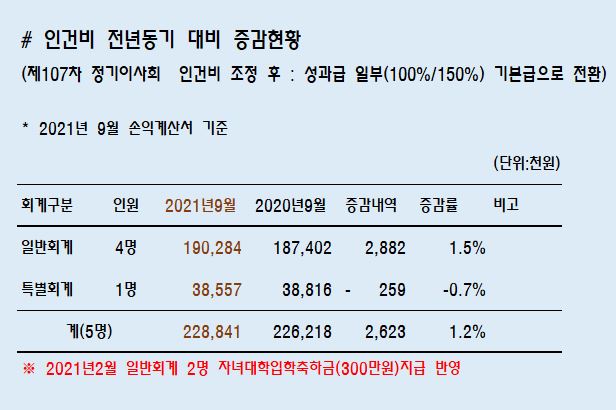 # 인건비 전년동기 대비 증감현황
(제107차 정기이사회 인건비 조정 후 : 성과급 일부(100%/150%) 기본급으로 전환)
* 2021년 9월 손익계산서 기준
(단위:천원)
회계구분 인원 2021년9월 2020년9월 증감내역 증감률 비고
일반회계 4명 190,284 187,402 2,882 1.5%
특별회계 1명 38,557 38,816 - 259 -0.7%
계(5명) 228,841 226,218 2,623 1.2%
※ 2021년2월 일반회계 2명 자녀대학입학축하금(300만원)지급 반영